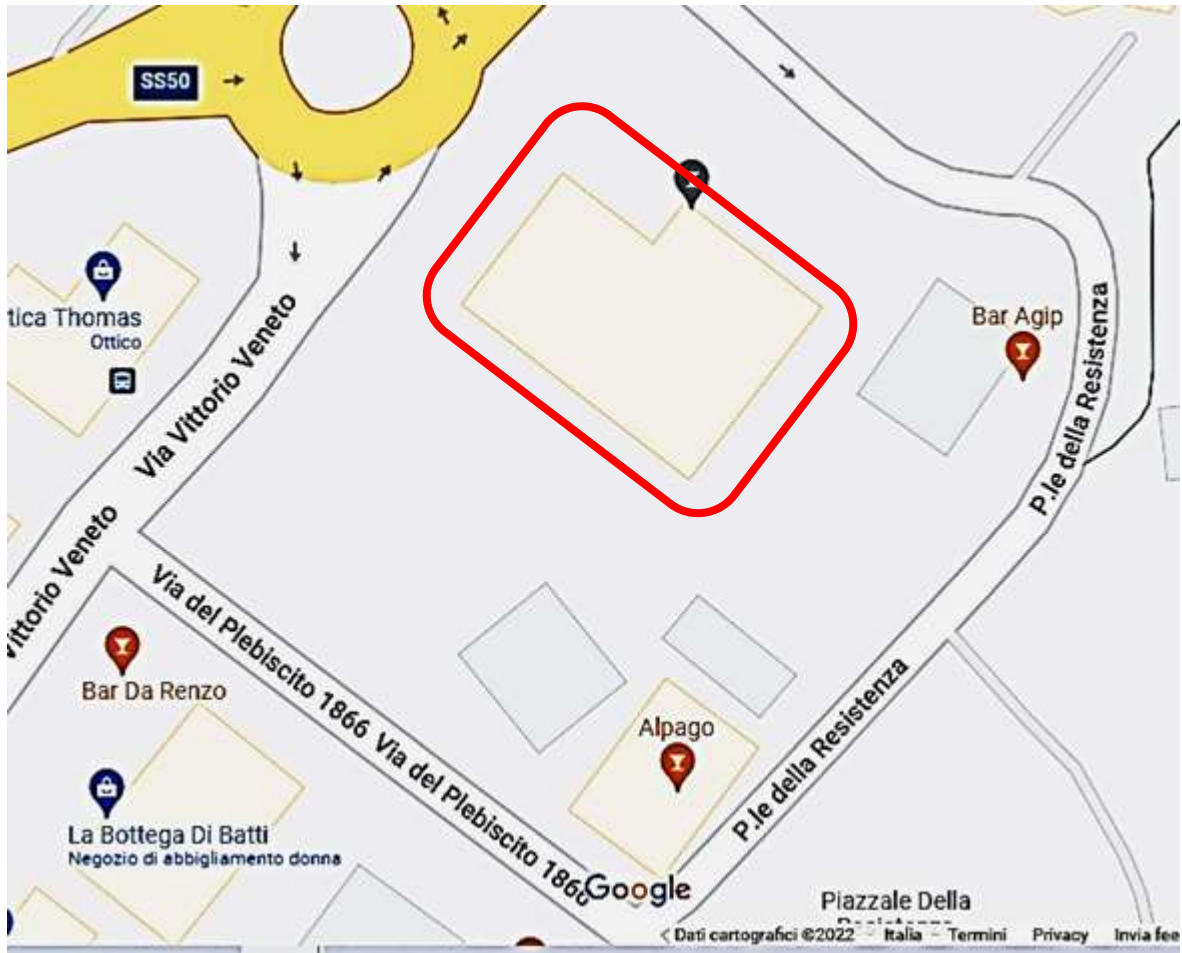 SS50
tica Thomas
Ottico
Bar Agip
Via Vittorio Veneto
P.le della Resistenza
Vittorio Veneto
Via del Plebiscito 1866 Via del Plebiscito 1866
Bar Da Renzo
Alpago
P.le della Resistenza
La Bottega Di Batti
Negozio di abbigliamento donna
Google
Piazzale Della
Dati cartografici ©2022 Italia Termini Privacy Invia fee